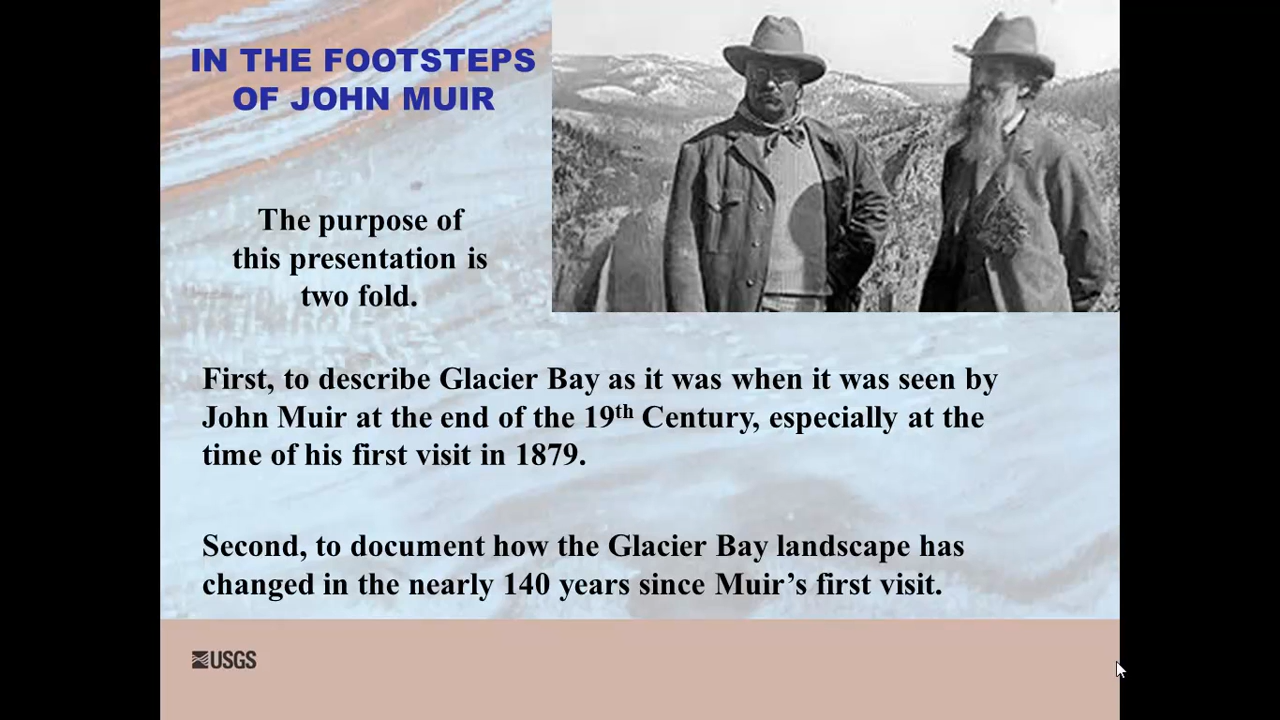 IN THE FOOTSTEPS
OF JOHN MUIR
The purpose of
this presentation is
two fold.
First, to describe Glacier Bay as it was when it was seen by
John Muir at the end of the 19th Century, especially at the
time of his first visit in 1879.
Second, to document how the Glacier Bay landscape has
changed in the nearly 140 years since Muir’s first visit.
USGS